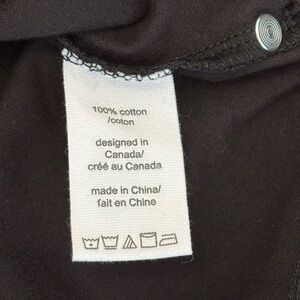 100% cotton
/coton
designed in
Canada/
créé au Canada
made in China/
fait en Chine